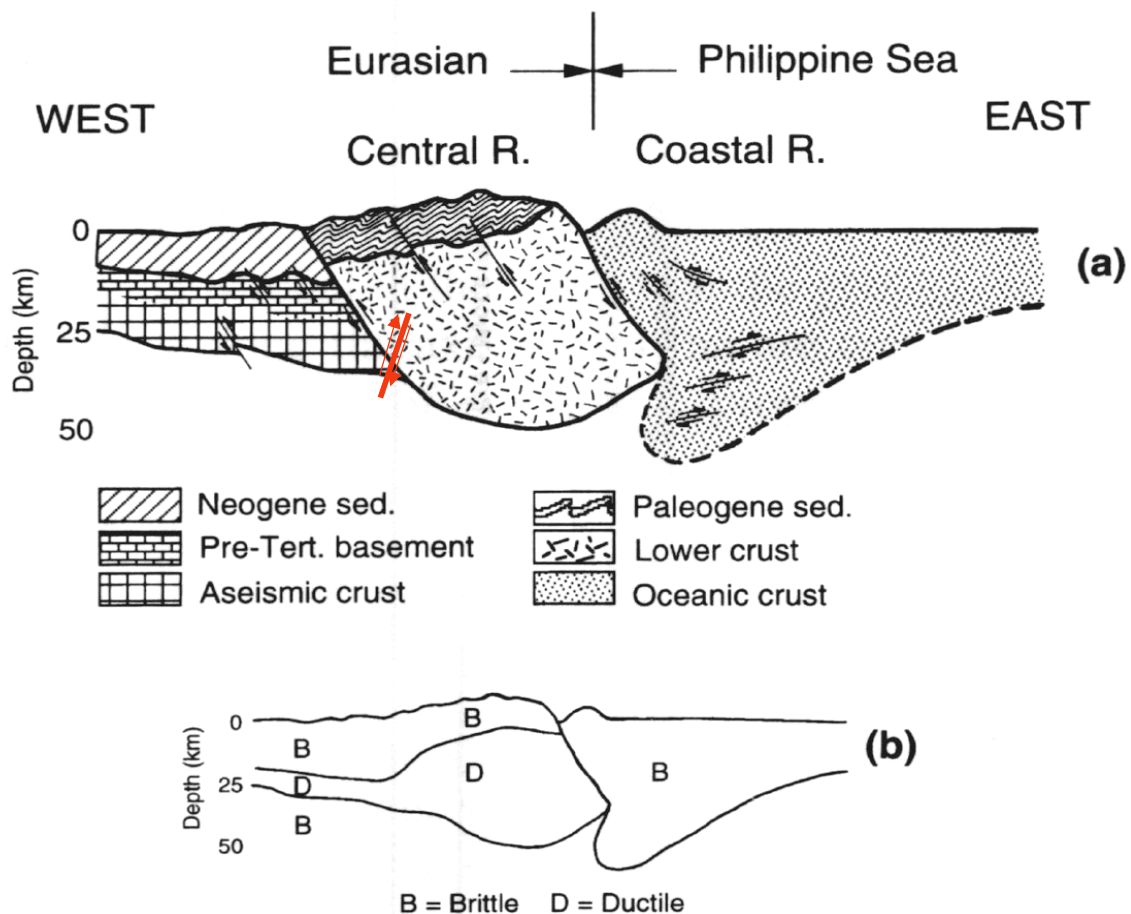 Eurasian Philippine Sea
WEST EAST
Central R. Coastal R.
0
25
50
Depth (km)
(a)
Neogene sed. Paleogene sed.
Pre-Tert. basement Lower crust
Aseismic crust Oceanic crust
0
25
50
Depth (km)
B
B
D
D
B
B
(b)
B = Brittle D = Ductile